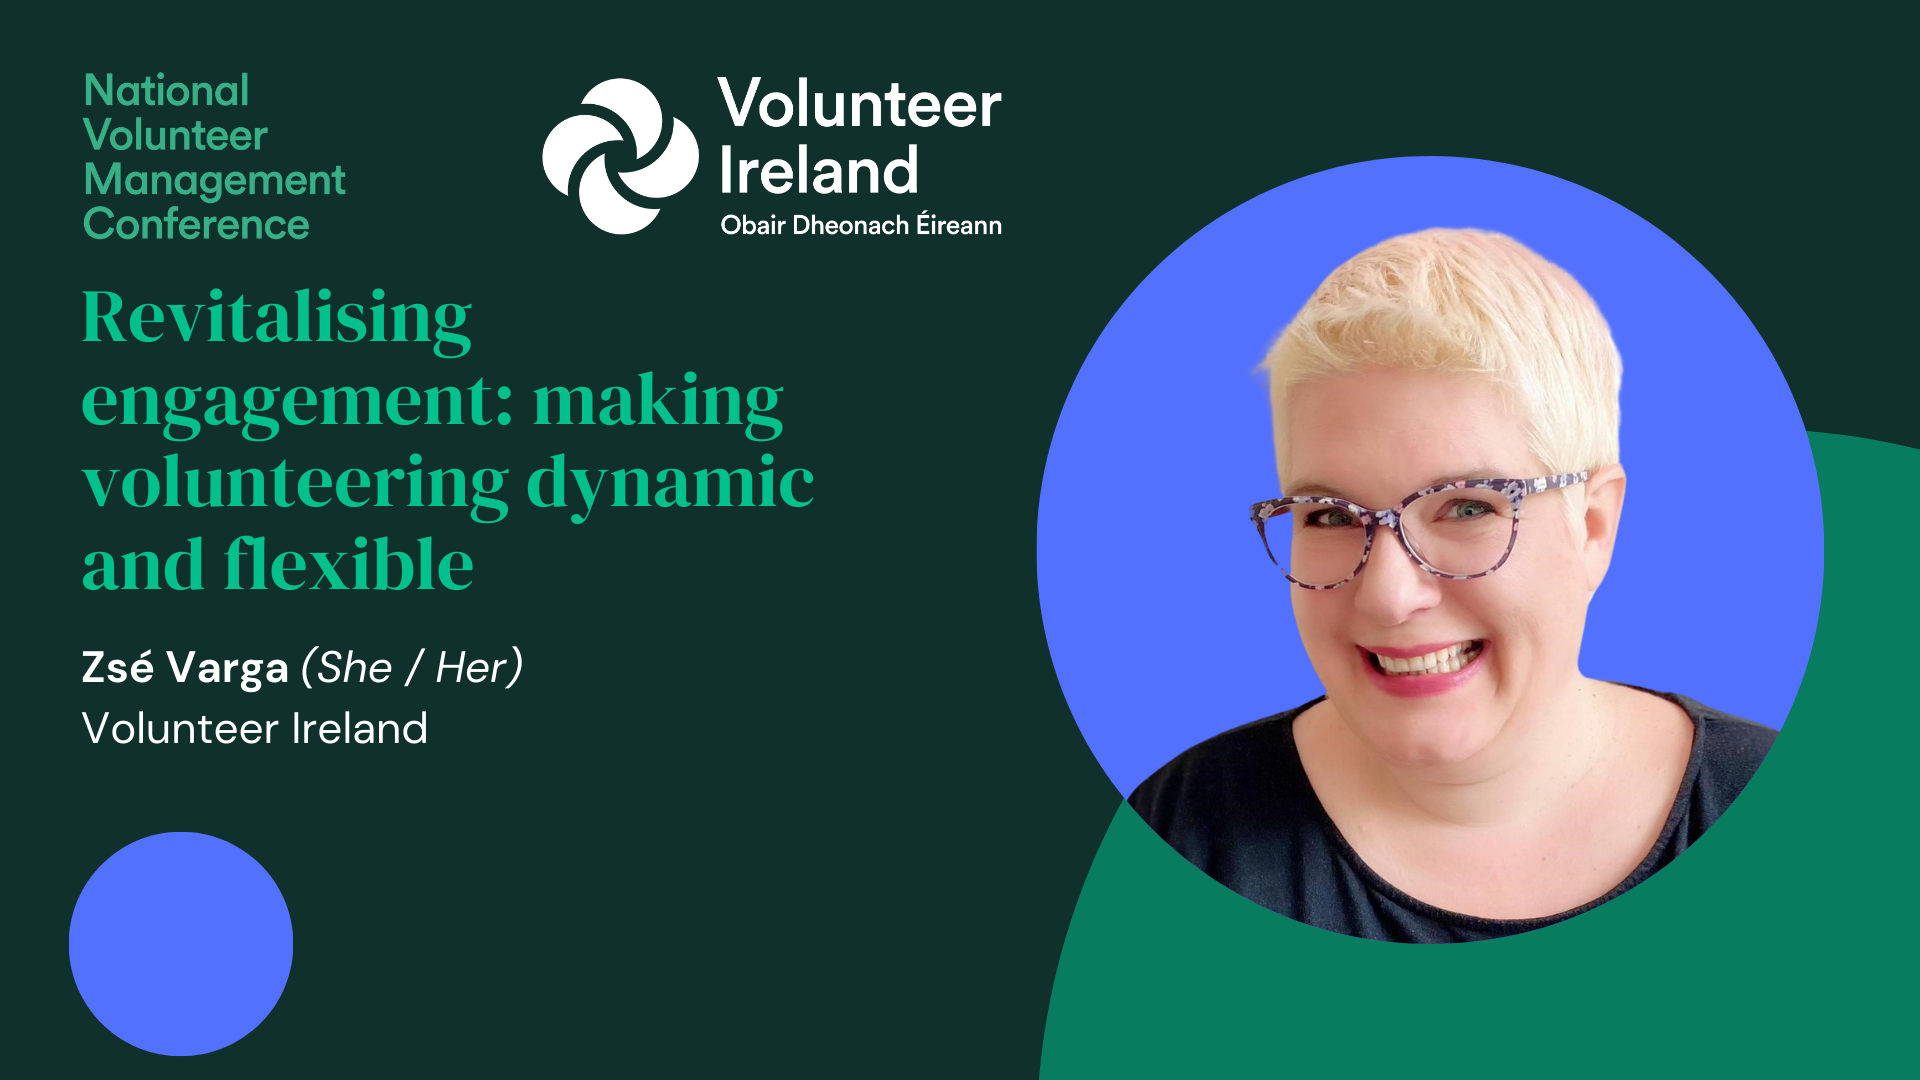 National
Volunteer
Management
Conference
Volunteer
Ireland
Obair Dheonach Éireann
Revitalising
engagement: making
volunteering dynamic
and flexible
Zsé Varga (She / Her)
Volunteer Ireland